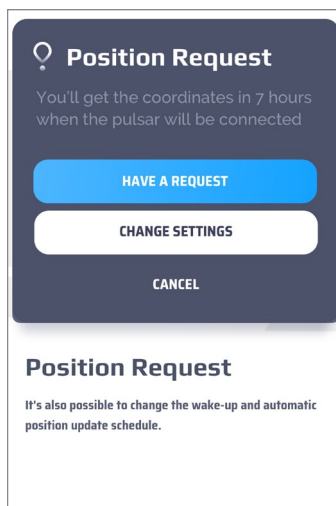 Position Request
You'll get the coordinates in 7 hours
when the pulsar will be connected
HAVE A REQUEST
CHANGE SETTINGS
CANCEL
Position Request
It's also possible to change the wake-up and automatic
position update schedule.